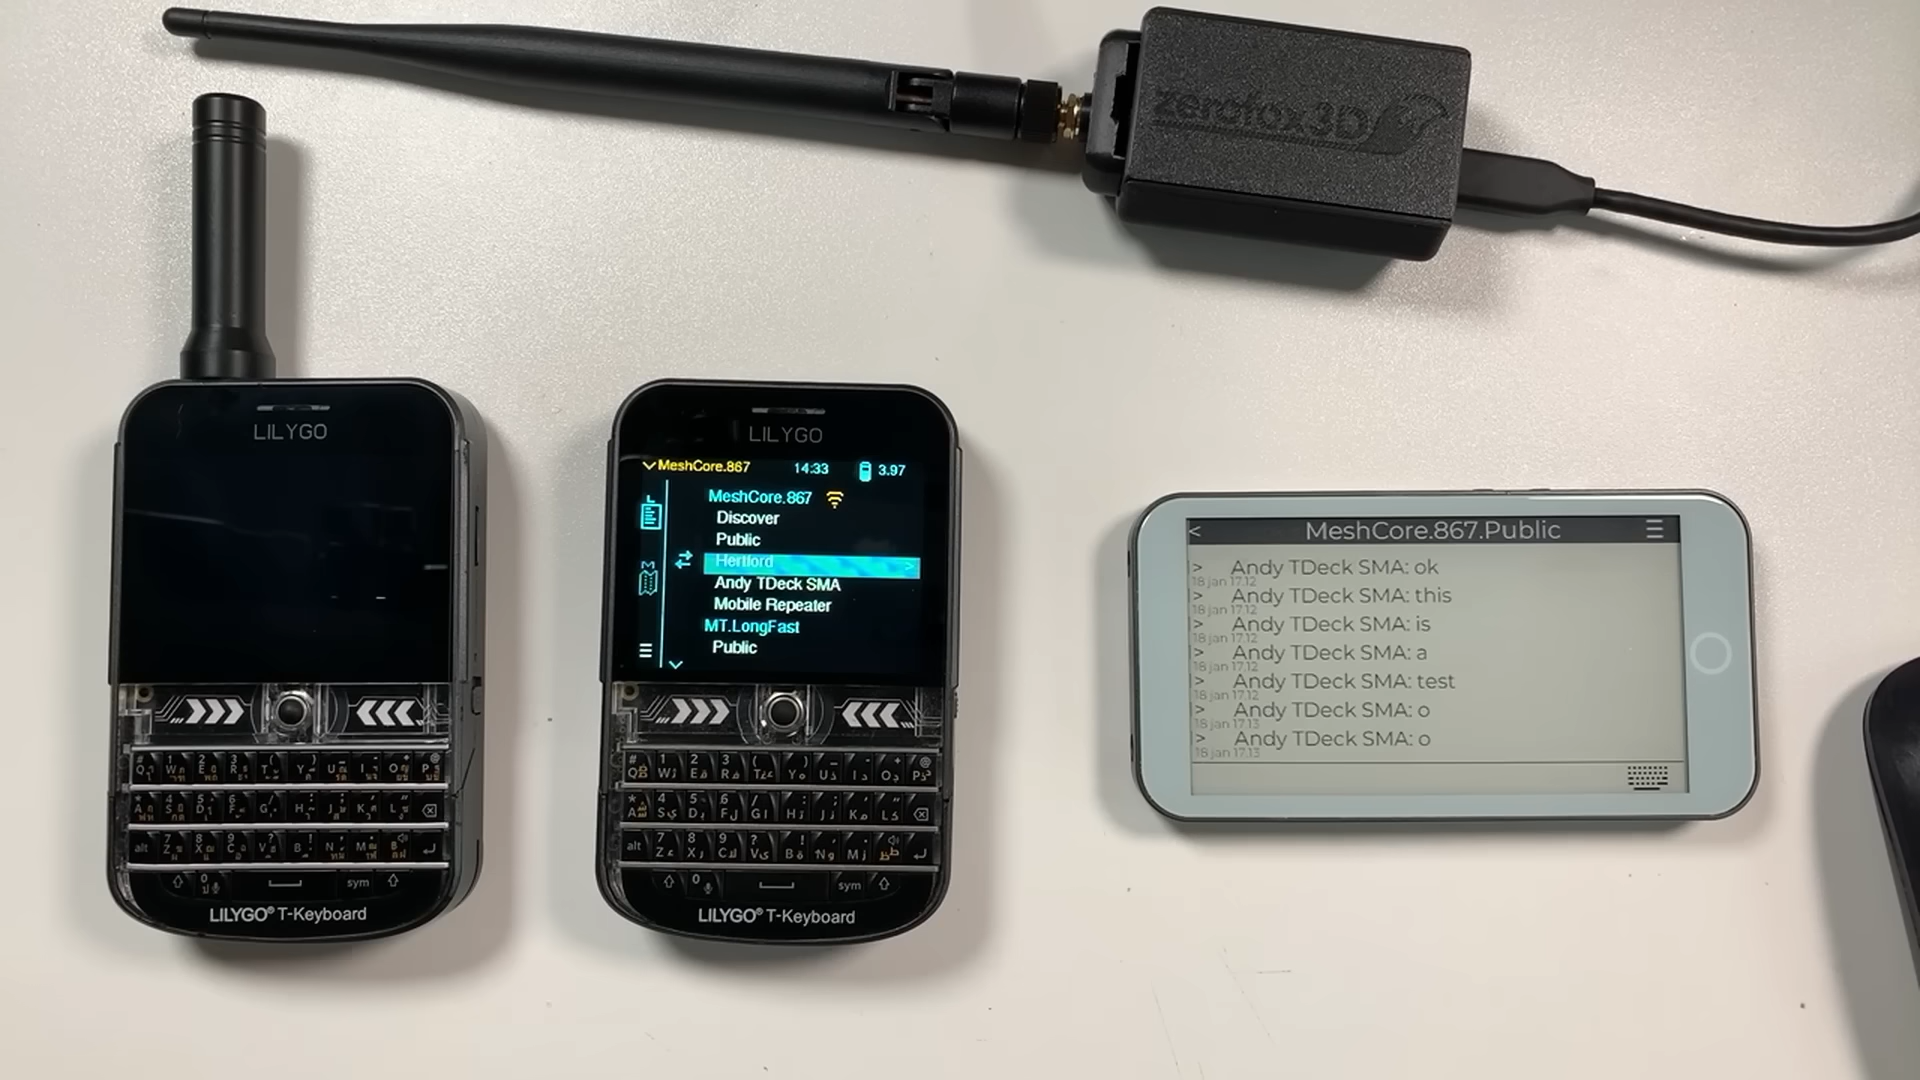 zerofox3D
LILYGO
LILYGO® T-Keyboard
alt
sym
LILYGO
MeshCore.867 14:33 3.97
MeshCore.867
Discover
Public
Hertford >
Andy TDeck SMA
Mobile Repeater
MT.LongFast
Public
alt
sym
LILYGO® T-Keyboard
< MeshCore.867.Public
> Andy TDeck SMA: ok
18 jan 17.12
> Andy TDeck SMA: this
18 jan 17.12
> Andy TDeck SMA: is
18 jan 17.12
> Andy TDeck SMA: a
18 jan 17.12
> Andy TDeck SMA: test
18 jan 17.12
> Andy TDeck SMA: o
18 jan 17.13
> Andy TDeck SMA: o
18 jan 17.13